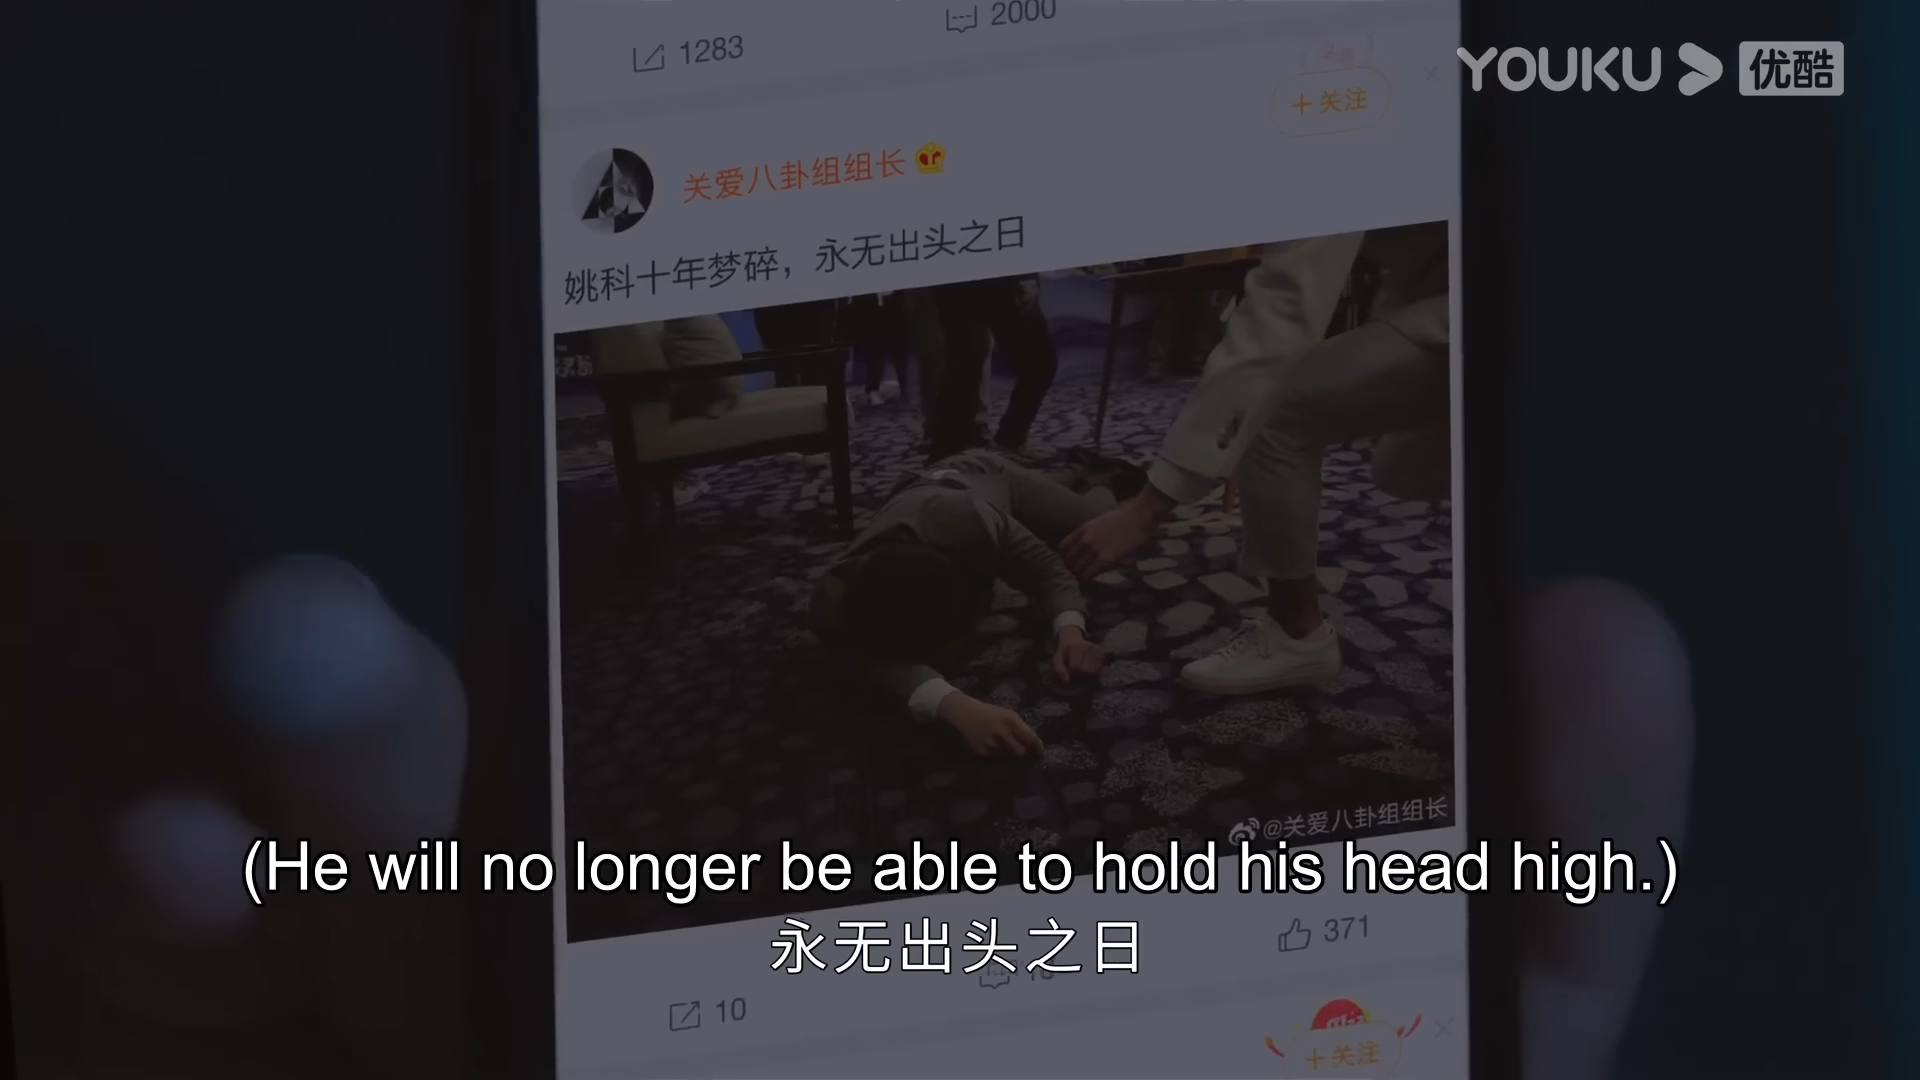 1283
2000
YOUKU 优酷
+关注
关爱八卦组组长
姚科十年梦碎，永无出头之日
@关爱八卦组组长
(He will no longer be able to hold his head high.)
永无出头之日
371
10
+关注